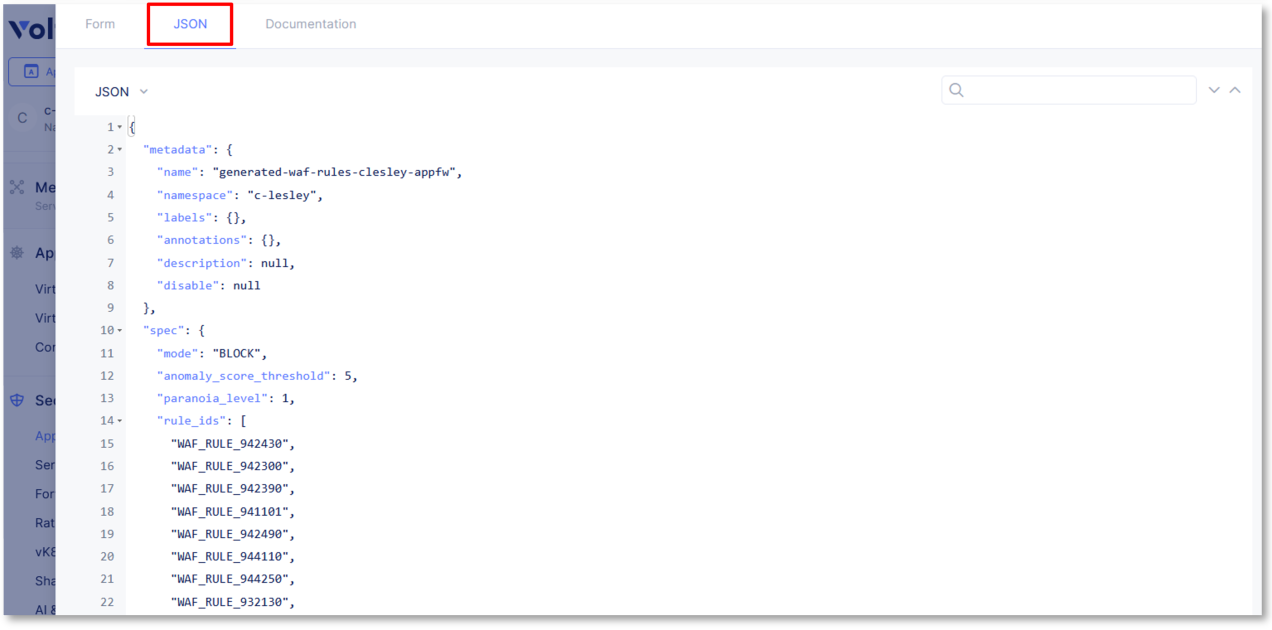 Form JSON Documentation
JSON
1 {
2 "metadata": {
3 "name": "generated-waf-rules-clesley-appfw",
4 "namespace": "c-lesley",
5 "labels": {},
6 "annotations": {},
7 "description": null,
8 "disable": null
9 },
10 "spec": {
11 "mode": "BLOCK",
12 "anomaly_score_threshold": 5,
13 "paranoia_level": 1,
14 "rule_ids": [
15 "WAF_RULE_942430",
16 "WAF_RULE_942300",
17 "WAF_RULE_942390",
18 "WAF_RULE_941101",
19 "WAF_RULE_942490",
20 "WAF_RULE_944110",
21 "WAF_RULE_944250",
22 "WAF_RULE_932130",
Vol
A Ap
C c-
Na
Me
Serv
Ap
Virt
Virt
Cor
Sec
App
Ser
For
Rat
vK8
Sha
AI &